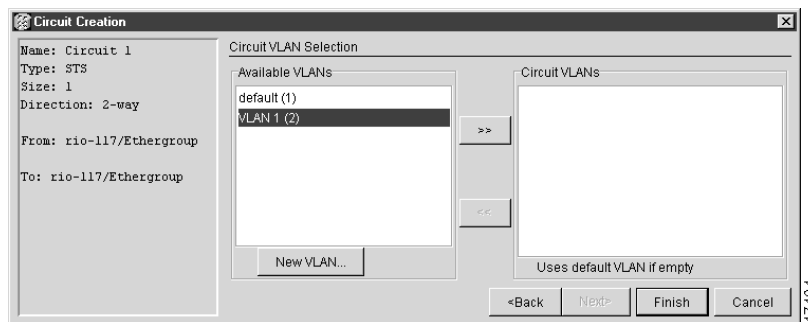 Circuit Creation
Name: Circuit 1
Type: STS
Size: 1
Direction: 2-way
From: rio-117/Ethergroup
To: rio-117/Ethergroup
Circuit VLAN Selection
Available VLANs
default (1)
VLAN 1 (2)
New VLAN...
>>
<<
Circuit VLANs
Uses default VLAN if empty
<Back
Next>
Finish
Cancel